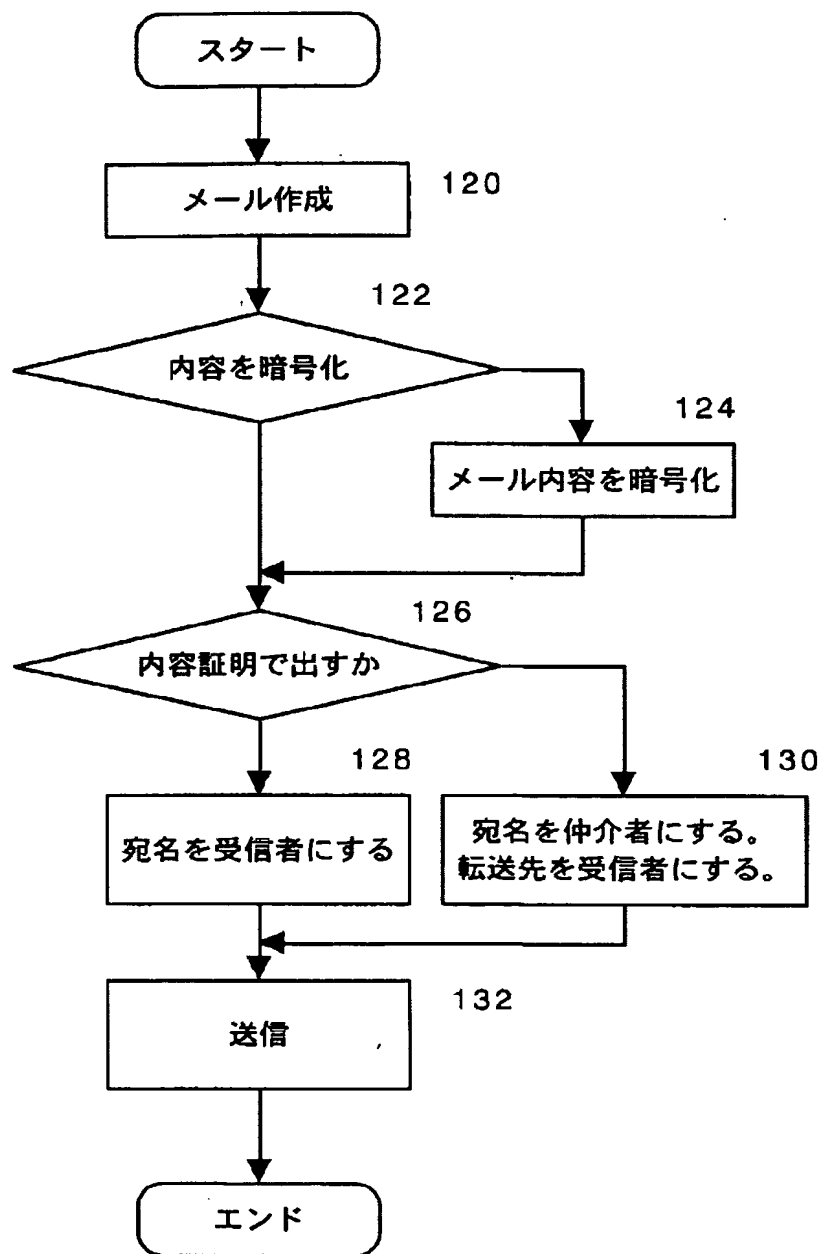 スタート
メール作成
120
122
内容を暗号化
124
メール内容を暗号化
126
内容証明で出すか
128
宛名を受信者にする
130
宛名を仲介者にする。
転送先を受信者にする。
132
送信
エンド